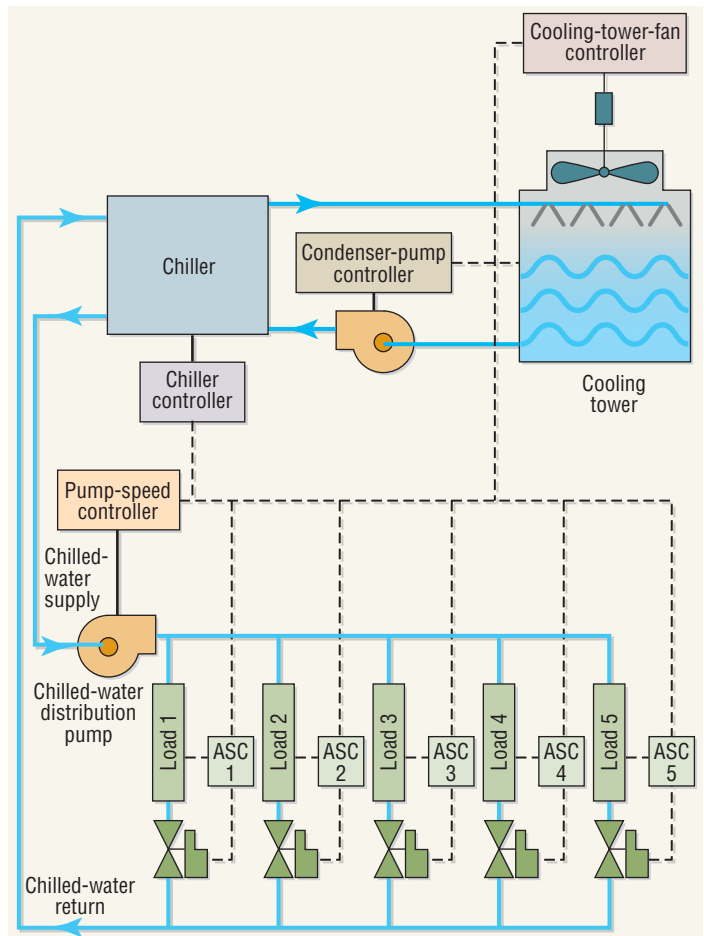 Cooling-tower-fan
controller
Chiller
Condenser-pump
controller
Cooling
tower
Chiller
controller
Pump-speed
controller
Chilled-
water
supply
Chilled-water
distribution
pump
Load 1
ASC
1
Load 2
ASC
2
Load 3
ASC
3
Load 4
ASC
4
Load 5
ASC
5
Chilled-water
return